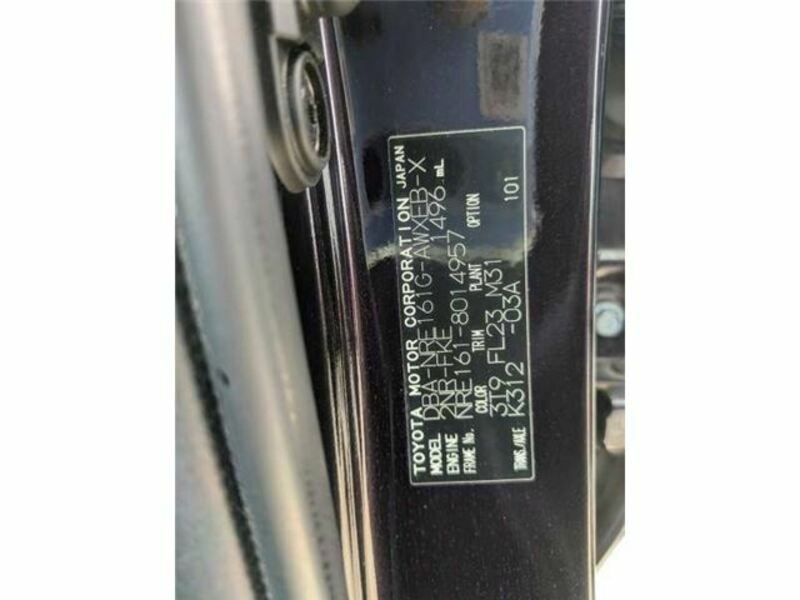 TOYOTA MOTOR CORPORATION JAPAN
MODEL DBA-NRE161G-AWXEB-X
ENGINE 2NR-FKE 1496 mL
FRAME No. NRE161-8014957
COLOR TRIM PLANT OPTION
3T9 FL23 M31
TRANS./AXLE K312 -03A 101